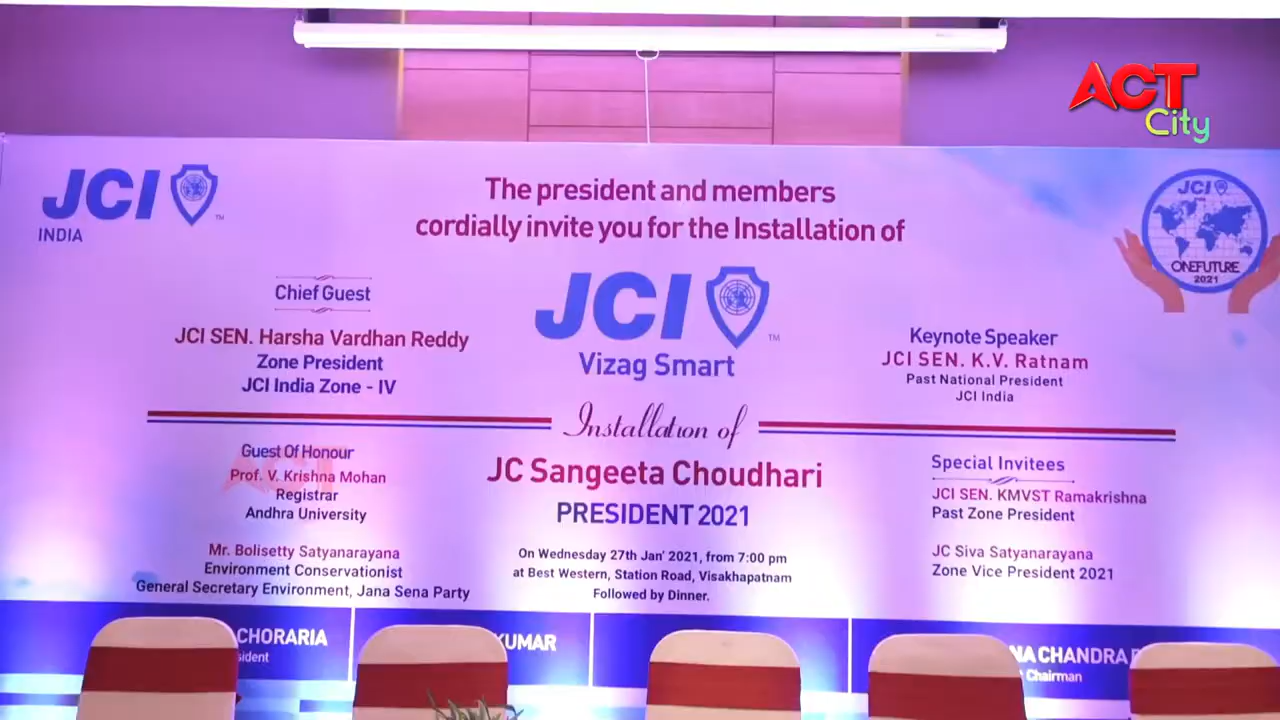 ACT
City
JCI
INDIA
The president and members
cordially invite you for the Installation of
JCI
ONEFUTURE
2021
Chief Guest
JCI SEN. Harsha Vardhan Reddy
Zone President
JCI India Zone - IV
JCI
TM
Vizag Smart
Keynote Speaker
JCI SEN. K.V. Ratnam
Past National President
JCI India
Installation of
JC Sangeeta Choudhari
PRESIDENT 2021
On Wednesday 27th Jan' 2021, from 7:00 pm
at Best Western, Station Road, Visakhapatnam
Followed by Dinner.
Guest Of Honour
Prof. V. Krishna Mohan
Registrar
Andhra University
Mr. Bolisetty Satyanarayana
Environment Conservationist
General Secretary Environment, Jana Sena Party
Special Invitees
JCI SEN. KMVST Ramakrishna
Past Zone President
JC Siva Satyanarayana
Zone Vice President 2021
CHORARIA
sident
KUMAR
NA CHANDRA
Chairman